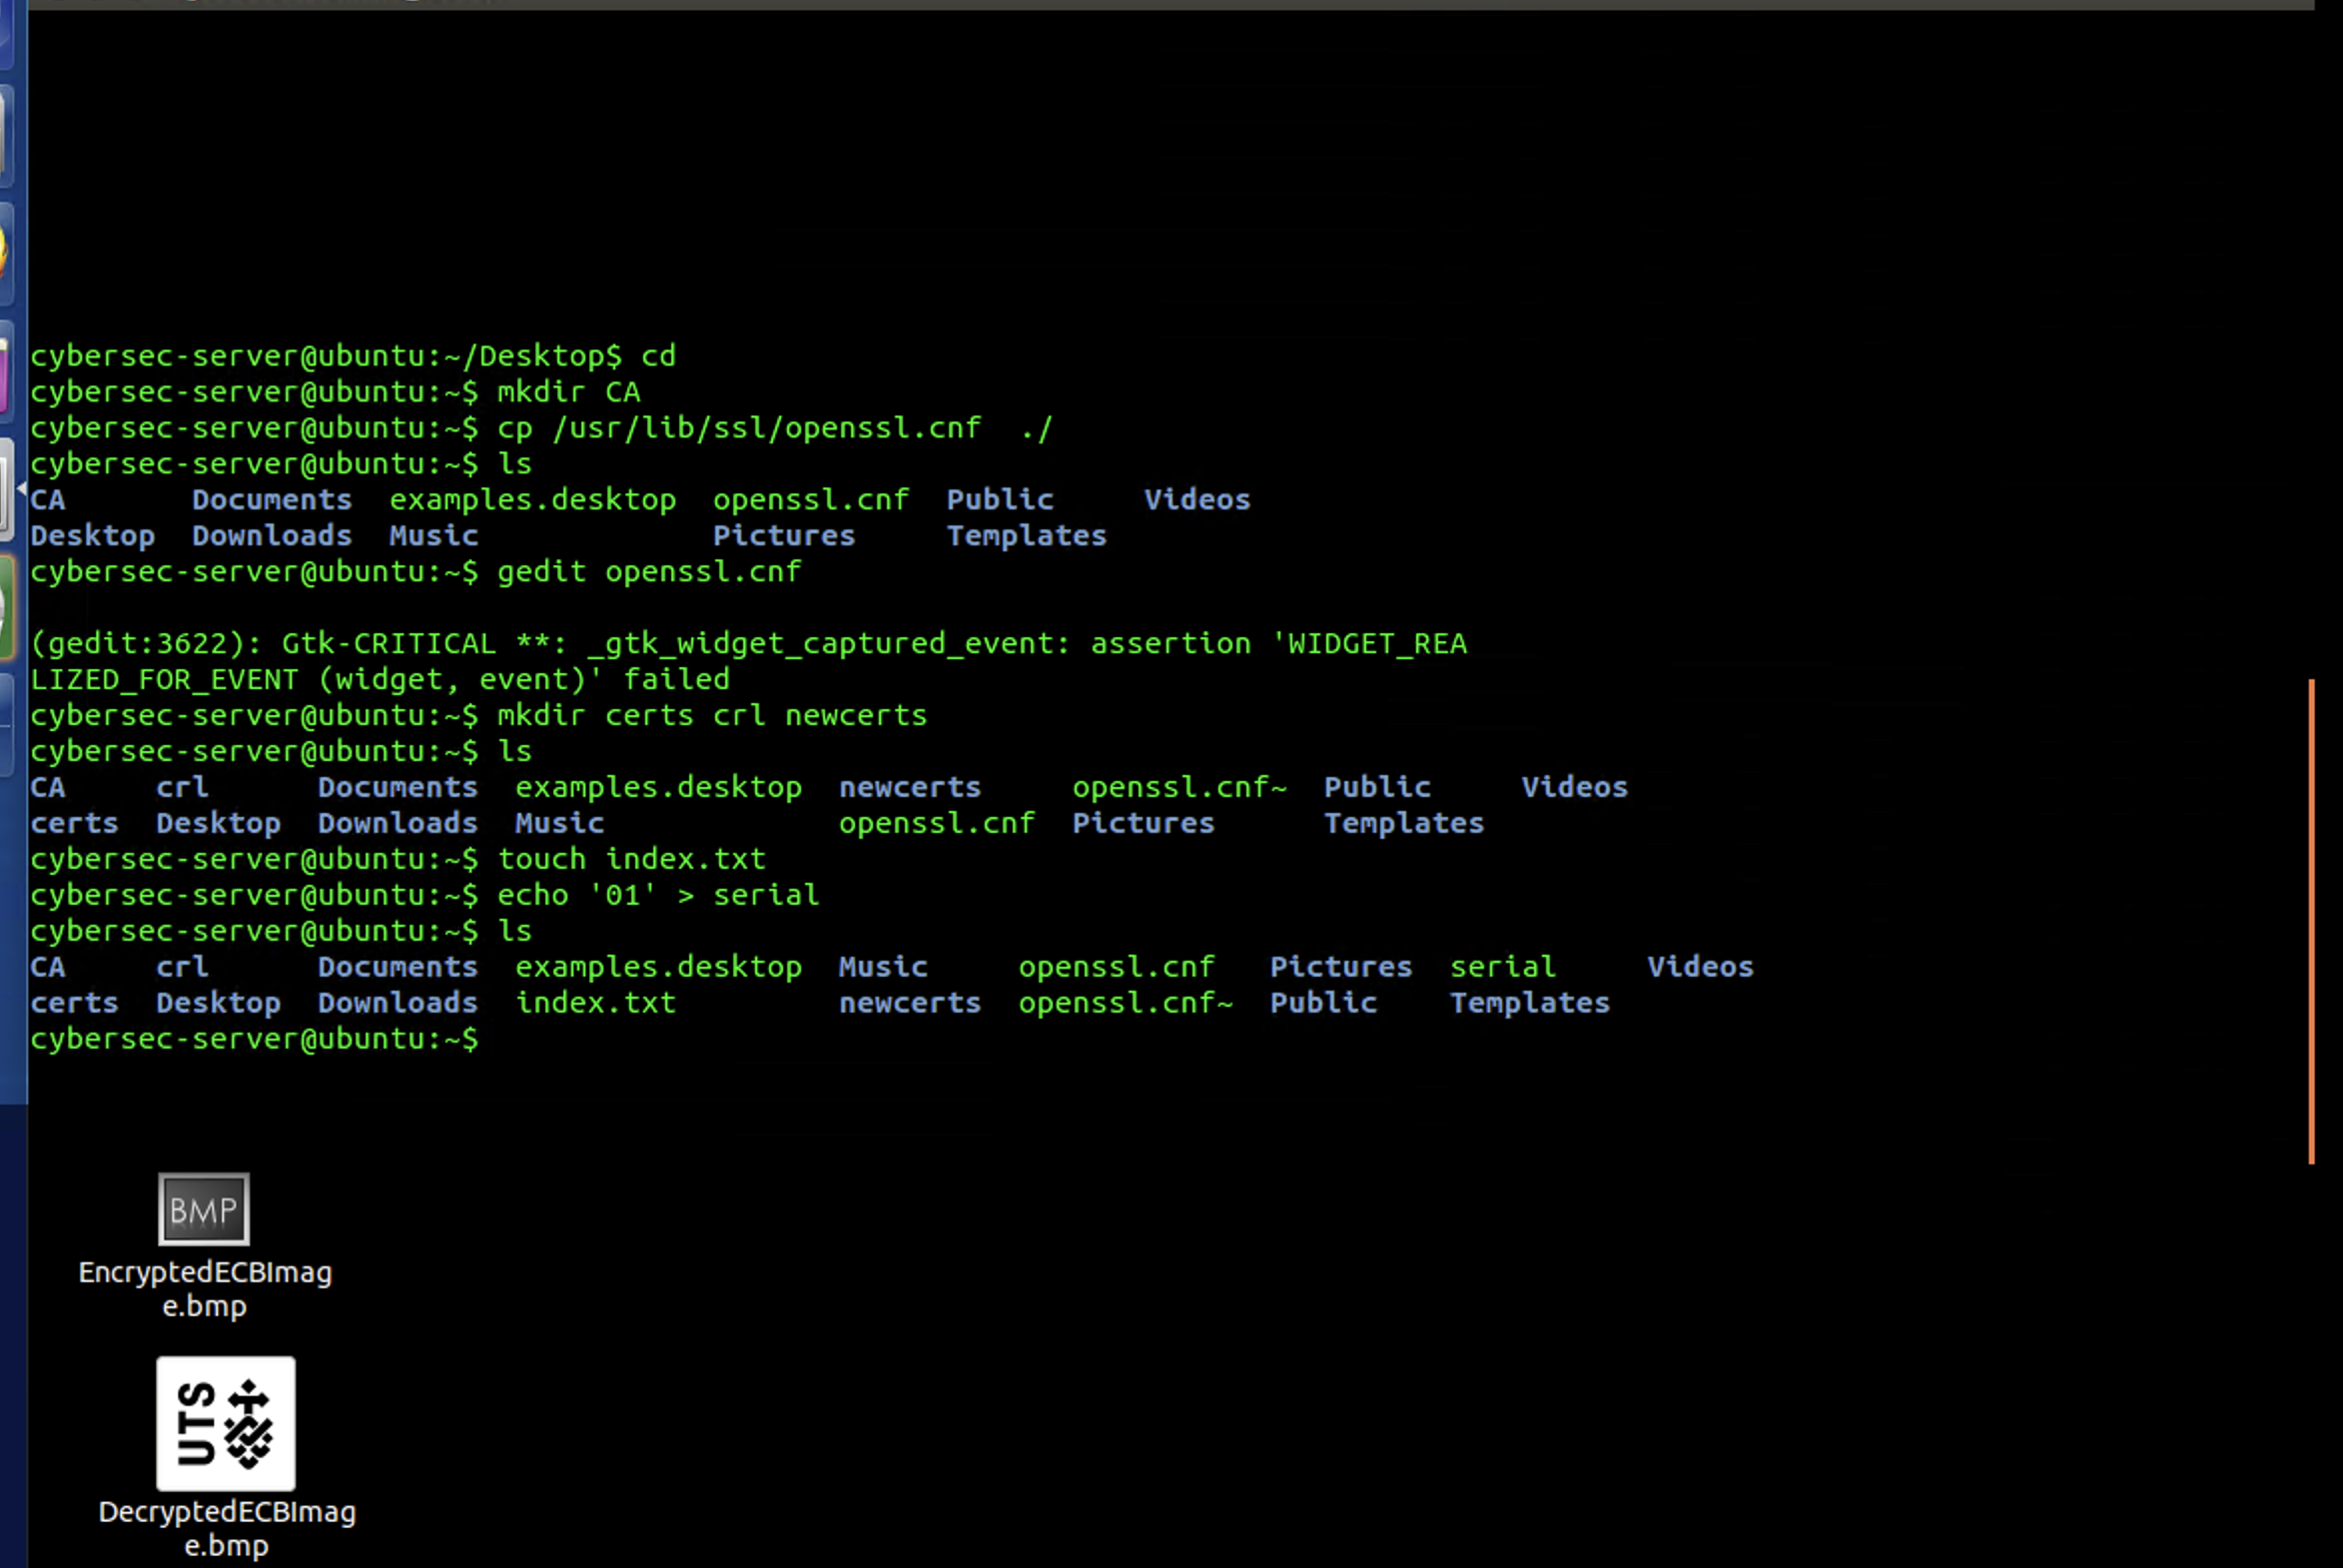 cybersec-server@ubuntu:~/Desktop$ cd
cybersec-server@ubuntu:~$ mkdir CA
cybersec-server@ubuntu:~$ cp /usr/lib/ssl/openssl.cnf  ./
cybersec-server@ubuntu:~$ ls
CA       Documents  examples.desktop  openssl.cnf  Public     Videos
Desktop  Downloads  Music             Pictures     Templates
cybersec-server@ubuntu:~$ gedit openssl.cnf
(gedit:3622): Gtk-CRITICAL **: _gtk_widget_captured_event: assertion 'WIDGET_REA
LIZED_FOR_EVENT (widget, event)' failed
cybersec-server@ubuntu:~$ mkdir certs crl newcerts
cybersec-server@ubuntu:~$ ls
CA     crl      Documents  examples.desktop  newcerts     openssl.cnf~  Public     Videos
certs  Desktop  Downloads  Music             openssl.cnf  Pictures      Templates
cybersec-server@ubuntu:~$ touch index.txt
cybersec-server@ubuntu:~$ echo '01' > serial
cybersec-server@ubuntu:~$ ls
CA     crl      Documents  examples.desktop  Music     openssl.cnf   Pictures  serial     Videos
certs  Desktop  Downloads  index.txt         newcerts  openssl.cnf~  Public    Templates
cybersec-server@ubuntu:~$
BMP
EncryptedECBImag
e.bmp
UTS
DecryptedECBImag
e.bmp